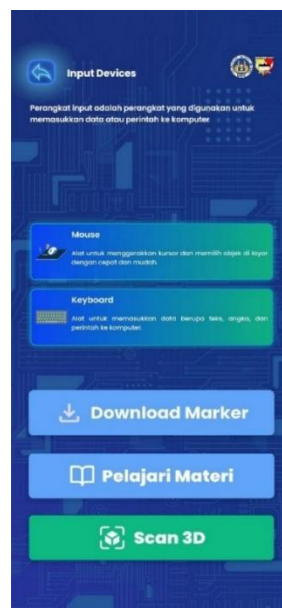 Input Devices
Perangkat input adalah perangkat yang digunakan untuk
memasukkan data atau perintah ke komputer.
Mouse
Alat untuk menggerakkan kursor dan memilih objek di layar
dengan cepat dan mudah.
Keyboard
Alat untuk memasukkan data berupa teks, angka, dan
perintah ke komputer.
Download Marker
Pelajari Materi
Scan 3D